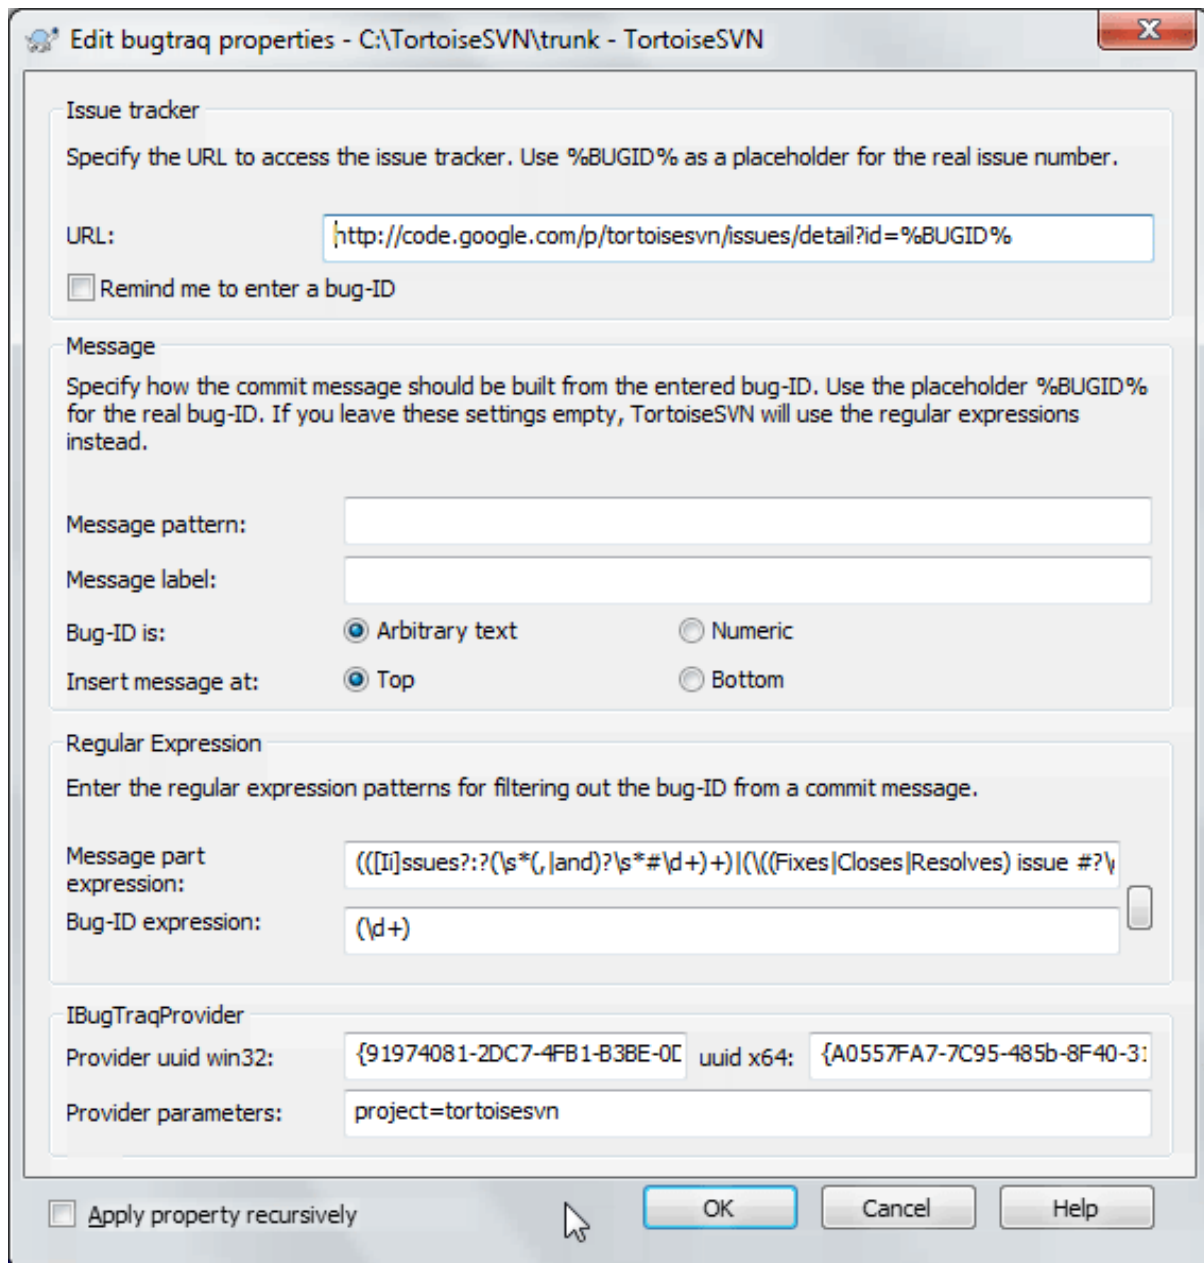 Edit bugtraq properties - C:\TortoiseSVN\trunk - TortoiseSVN
Issue tracker
Specify the URL to access the issue tracker. Use %BUGID% as a placeholder for the real issue number.
URL: http://code.google.com/p/tortoisesvn/issues/detail?id=%BUGID%
Remind me to enter a bug-ID
Message
Specify how the commit message should be built from the entered bug-ID. Use the placeholder %BUGID%
for the real bug-ID. If you leave these settings empty, TortoiseSVN will use the regular expressions
instead.
Message pattern:
Message label:
Bug-ID is: Arbitrary text Numeric
Insert message at: Top Bottom
Regular Expression
Enter the regular expression patterns for filtering out the bug-ID from a commit message.
Message part
expression:
(([Ii]ssues?:?(\s*(,|and)?\s*#\d+)+)|(\((Fixes|Closes|Resolves) issue #?\
Bug-ID expression: (\d+)
IBugTraqProvider
Provider uuid win32: {91974081-2DC7-4FB1-B3BE-0D uuid x64: {A0557FA7-7C95-485b-8F40-31
Provider parameters: project=tortoisesvn
Apply property recursively OK Cancel Help